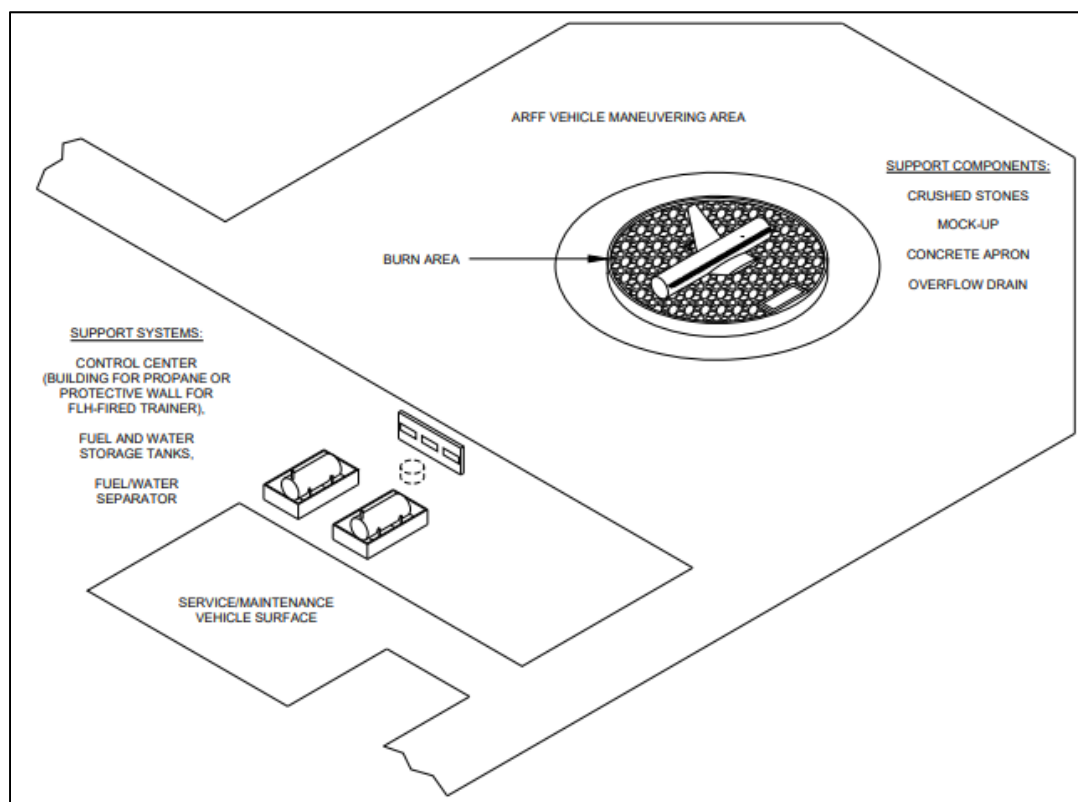 ARFF VEHICLE MANEUVERING AREA
SUPPORT COMPONENTS:
CRUSHED STONES
MOCK-UP
CONCRETE APRON
OVERFLOW DRAIN
BURN AREA
SUPPORT SYSTEMS:
CONTROL CENTER
(BUILDING FOR PROPANE OR
PROTECTIVE WALL FOR
FLH-FIRED TRAINER),
FUEL AND WATER
STORAGE TANKS,
FUEL/WATER
SEPARATOR
SERVICE/MAINTENANCE
VEHICLE SURFACE